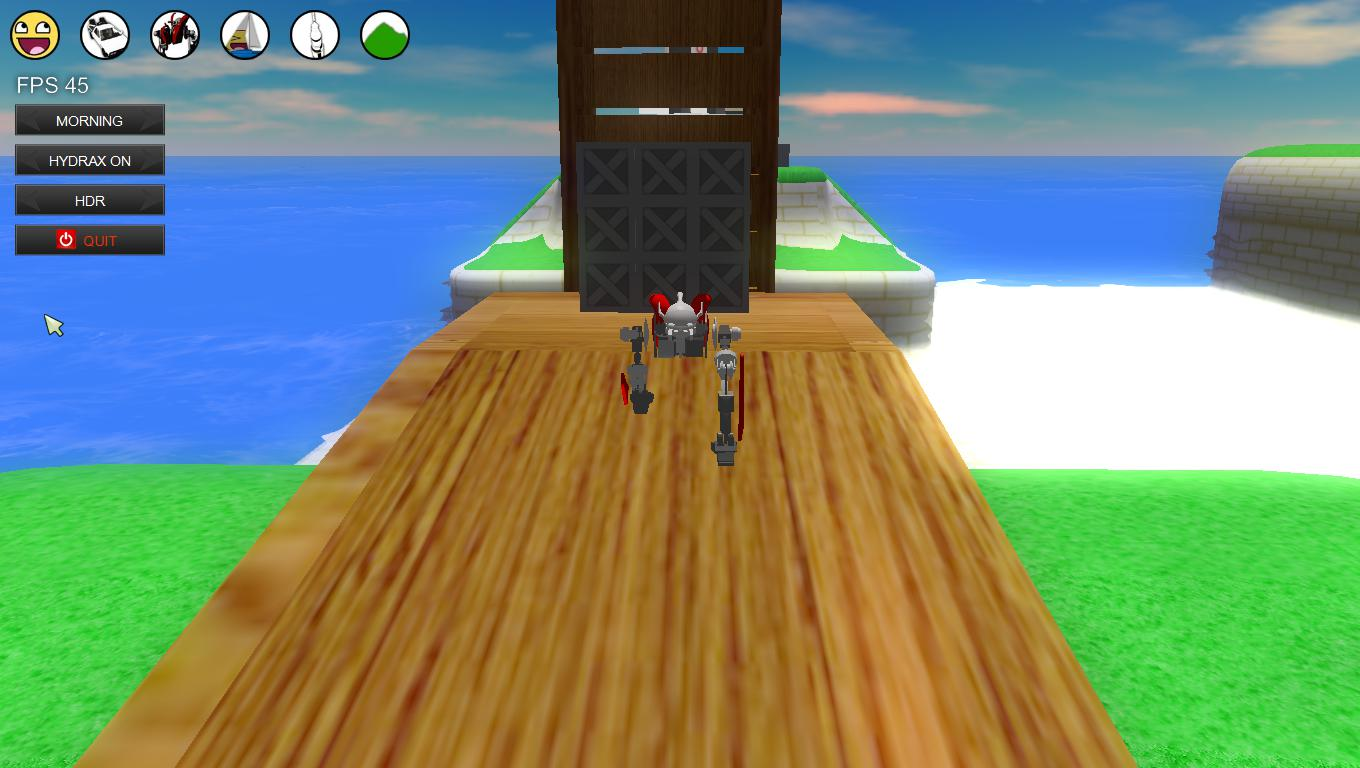 FPS 45
MORNING
HYDRAX ON
HDR
QUIT